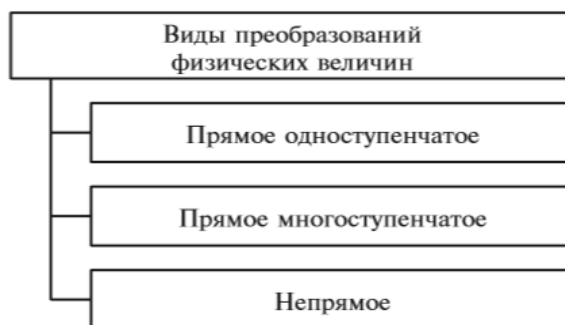 Виды преобразований
физических величин
Прямое одноступенчатое
Прямое многоступенчатое
Непрямое